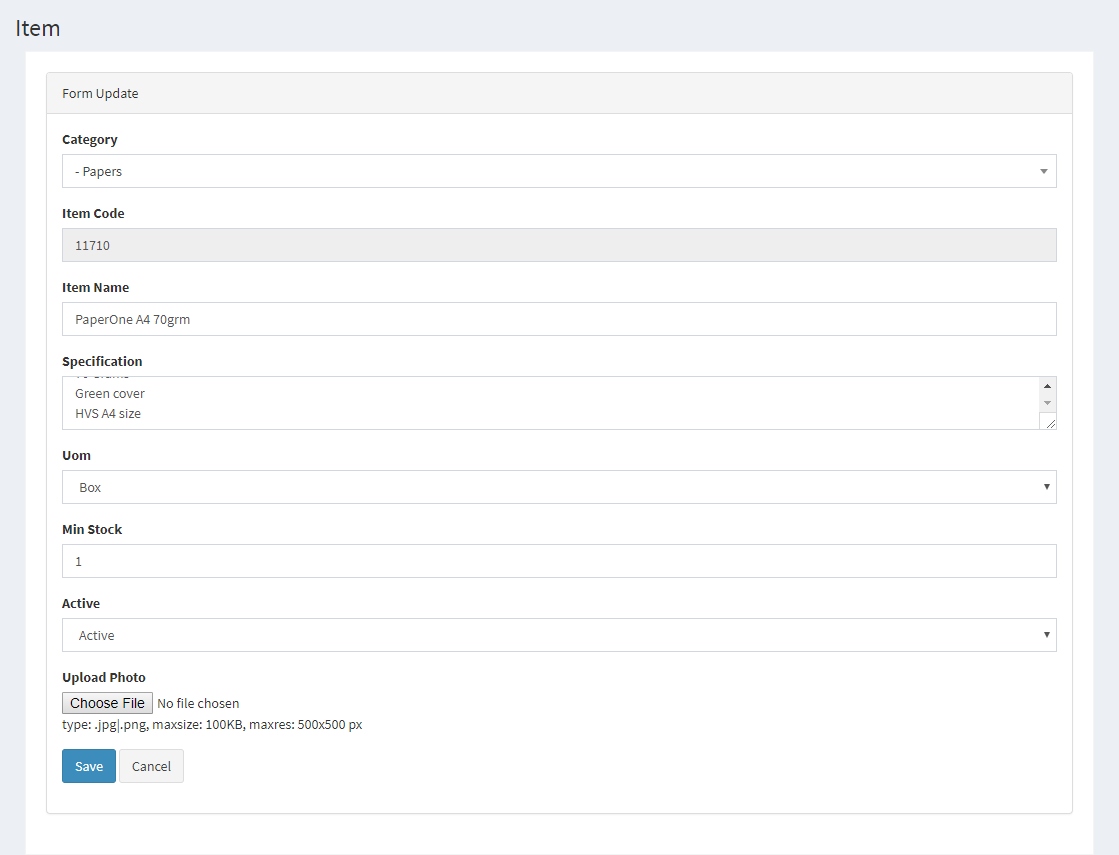 Item
Form Update
Category
- Papers
Item Code
11710
Item Name
PaperOne A4 70grm
Specification
Green cover
HVS A4 size
Uom
Box
Min Stock
1
Active
Active
Upload Photo
Choose File No file chosen
type: .jpg|.png, maxsize: 100KB, maxres: 500x500 px
Save Cancel